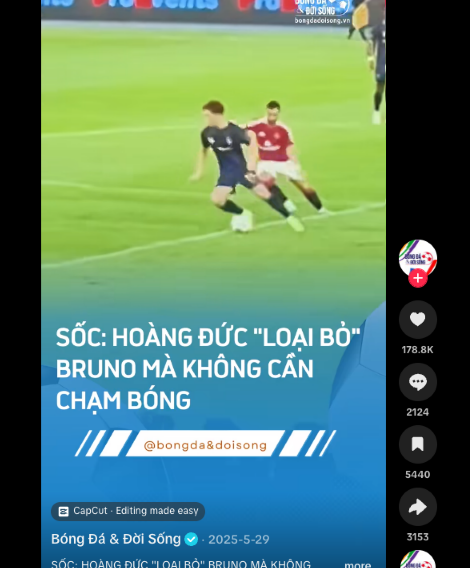 BÓNG ĐÁ
& ĐỜI SỐNG
bongdadoisong.vn
SỐC: HOÀNG ĐỨC "LOẠI BỎ"
BRUNO MÀ KHÔNG CẦN
CHẠM BÓNG
@bongda&doisong
CapCut · Editing made easy
Bóng Đá & Đời Sống · 2025-5-29
SỐC: HOÀNG ĐỨC "LOẠI BỎ" BRUNO MÀ KHÔNG
more
178.8K
2124
5440
3153